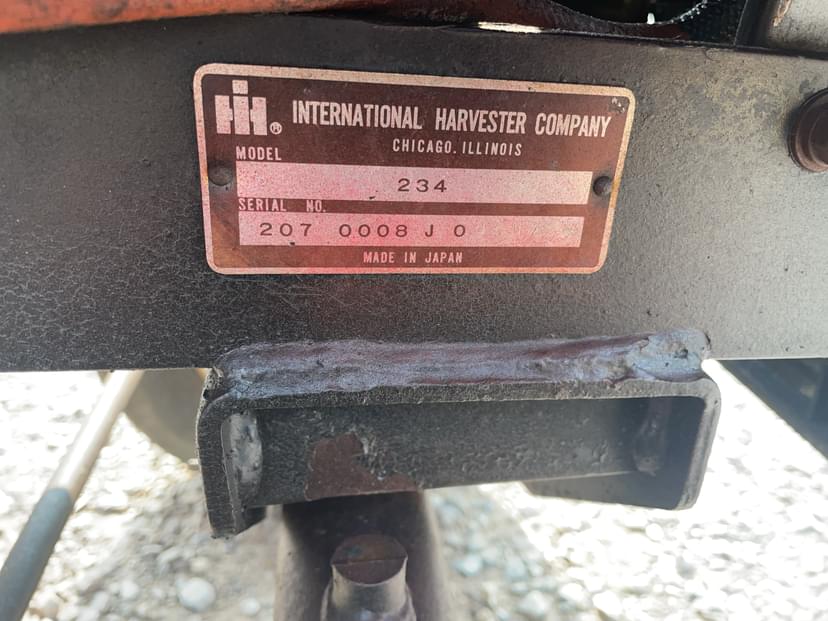 IH® INTERNATIONAL HARVESTER COMPANY
CHICAGO, ILLINOIS
MODEL
234
SERIAL NO.
207 0008 J 0
MADE IN JAPAN